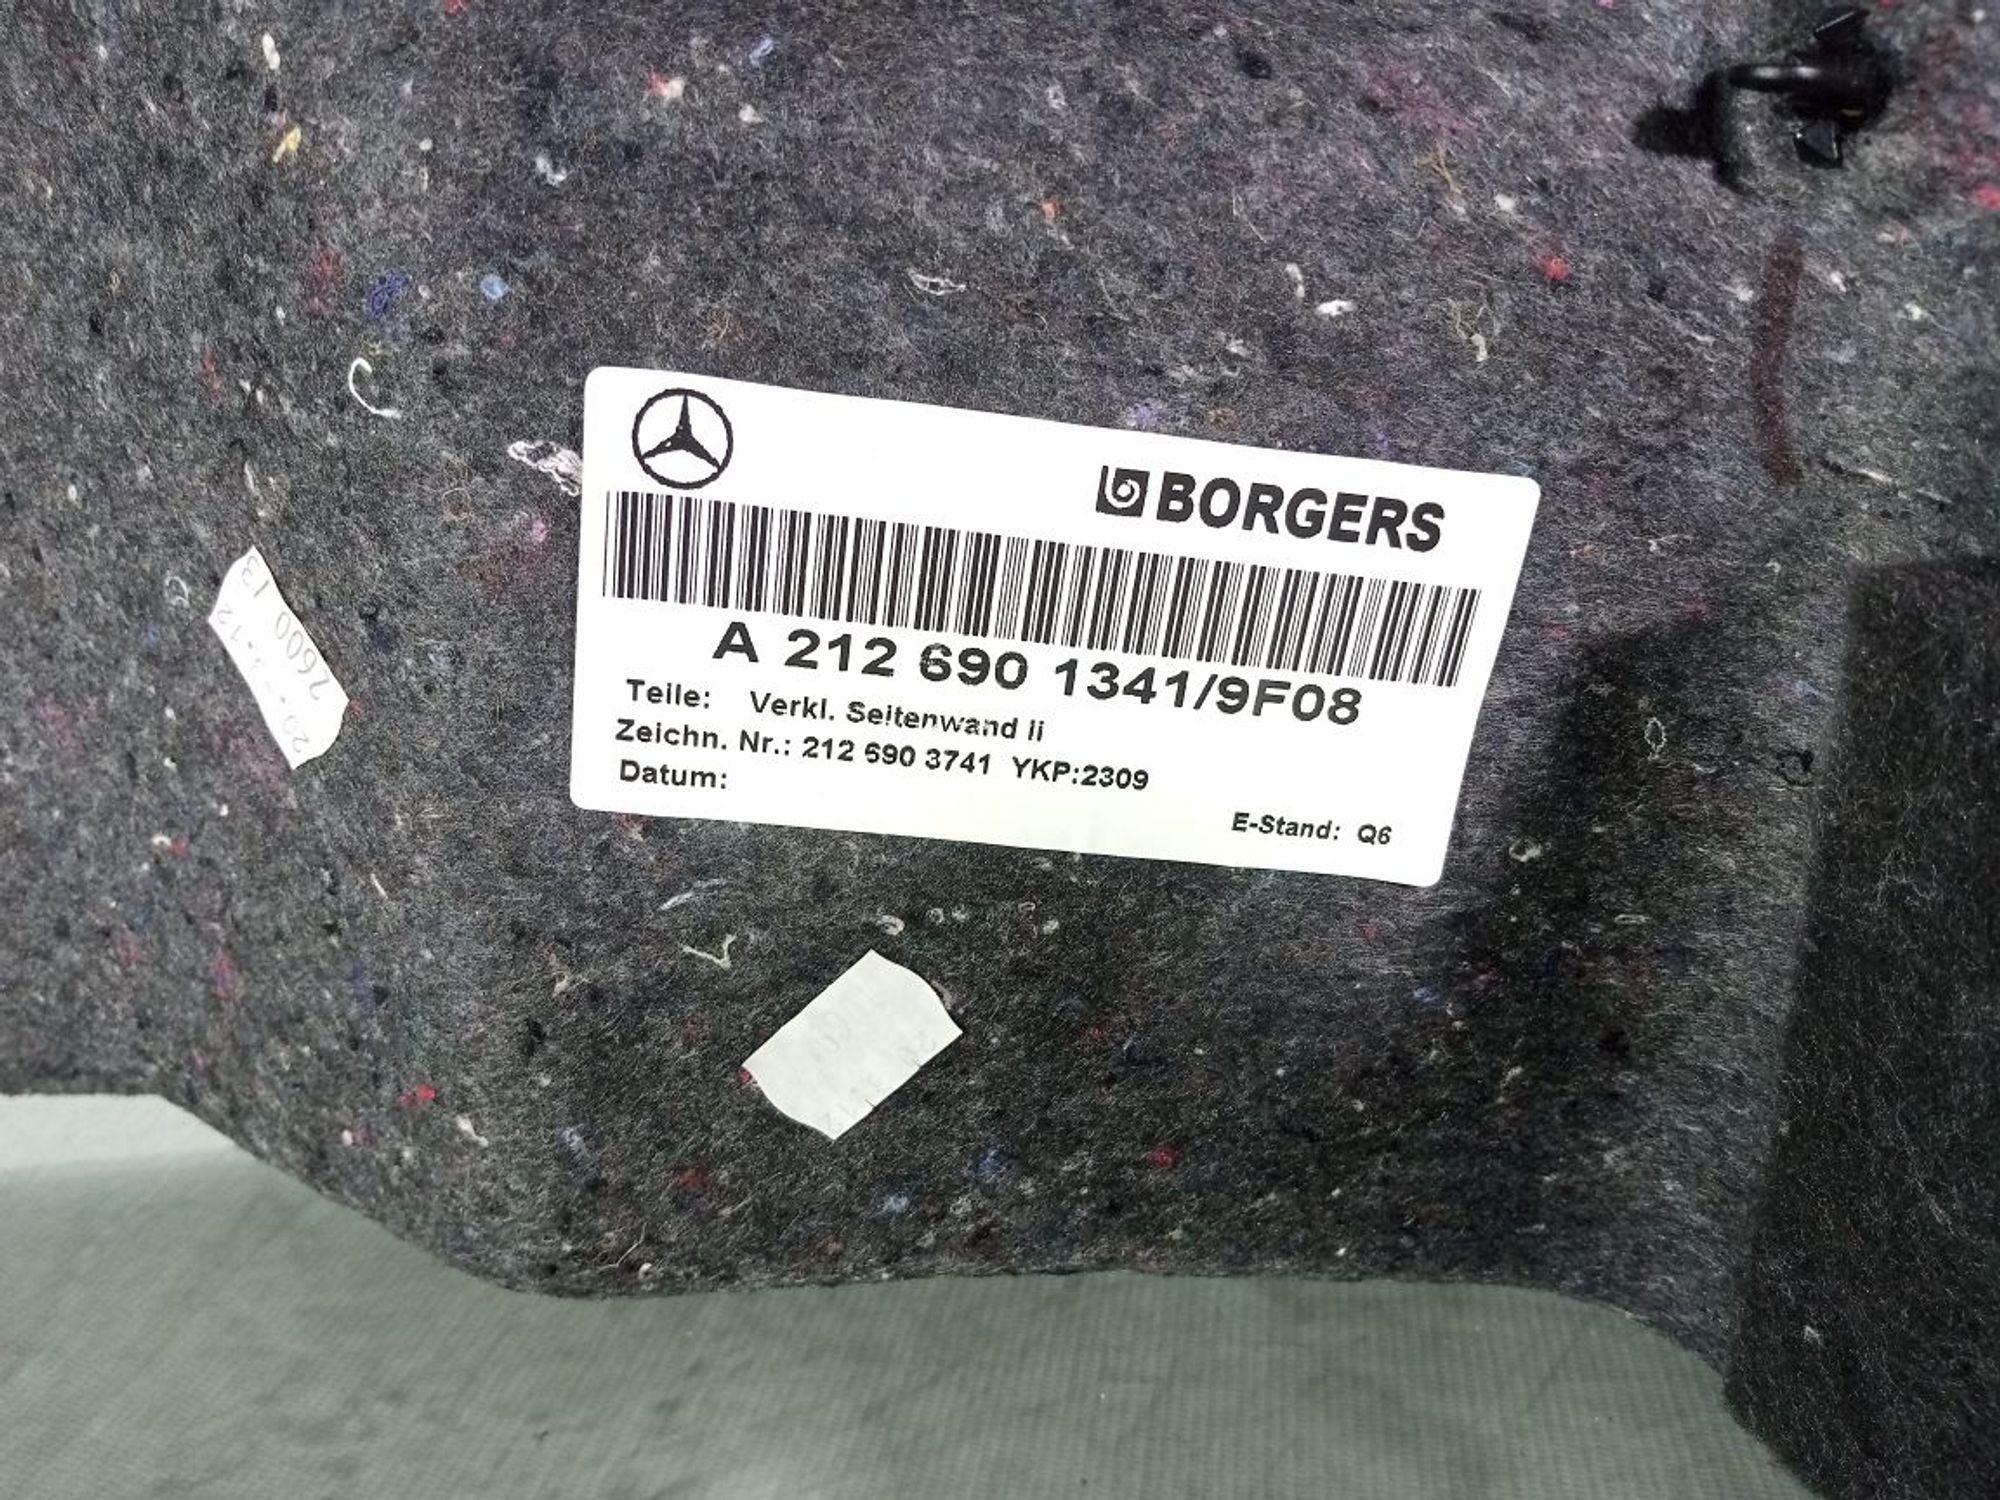 BORGERS
A 212 690 1341/9F08
Teile: Verkl. Seitenwand li
Zeichn. Nr.: 212 690 3741 YKP:2309
Datum:
E-Stand: Q6
2600 13